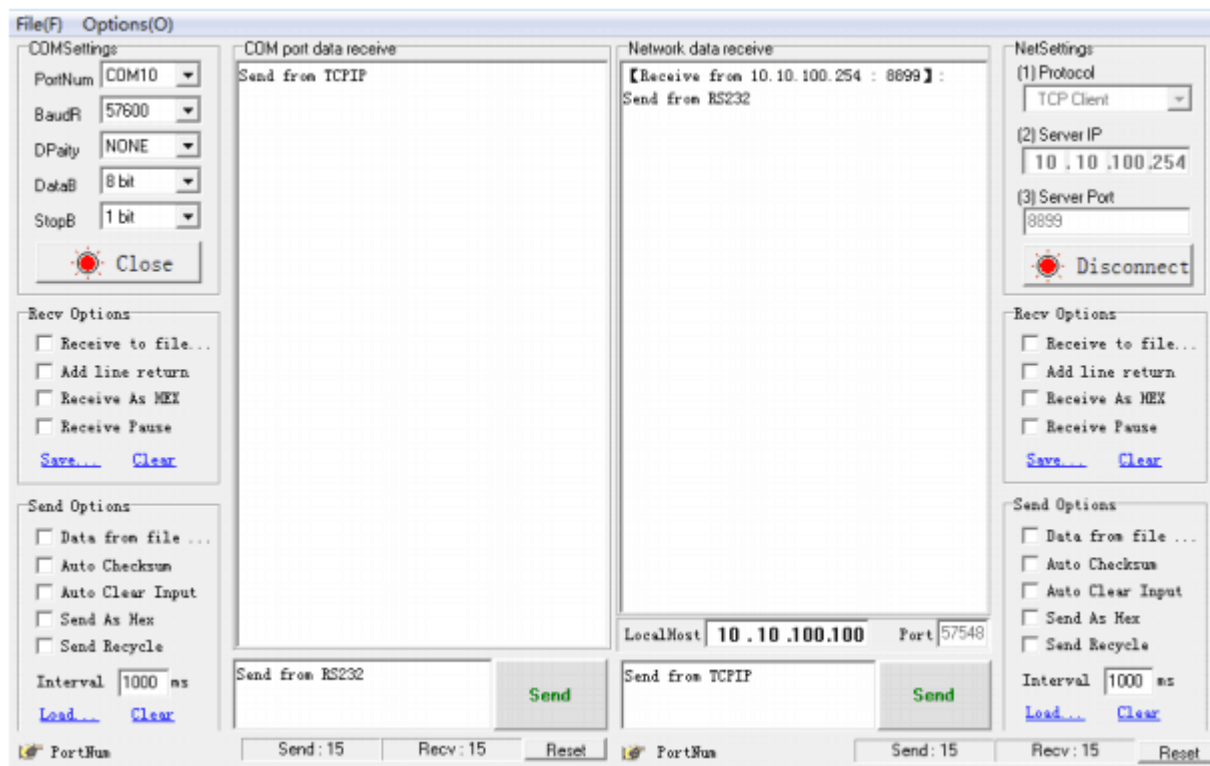 File(F) Options(O)
COMSettings
PortNum COM10
BaudR 57600
DPaity NONE
DataB 8 bit
StopB 1 bit
Close
Recv Options
Receive to file...
Add line return
Receive As HEX
Receive Pause
Save... Clear
Send Options
Data from file ...
Auto Checksum
Auto Clear Input
Send As Hex
Send Recycle
Interval 1000 ms
Load... Clear
COM port data receive
Send from TCPIP
Send from RS232
Send
Network data receive
【Receive from 10.10.100.254 : 8899】:
Send from RS232
LocalHost 10 . 10 .100.100 Port 57548
Send from TCPIP
Send
NetSettings
(1) Protocol
TCP Client
(2) Server IP
10 . 10 .100.254
(3) Server Port
8899
Disconnect
Recv Options
Receive to file...
Add line return
Receive As HEX
Receive Pause
Save... Clear
Send Options
Data from file ...
Auto Checksum
Auto Clear Input
Send As Hex
Send Recycle
Interval 1000 ms
Load... Clear
PortNum Send : 15 Recv : 15 Reset
PortNum Send : 15 Recv : 15 Reset